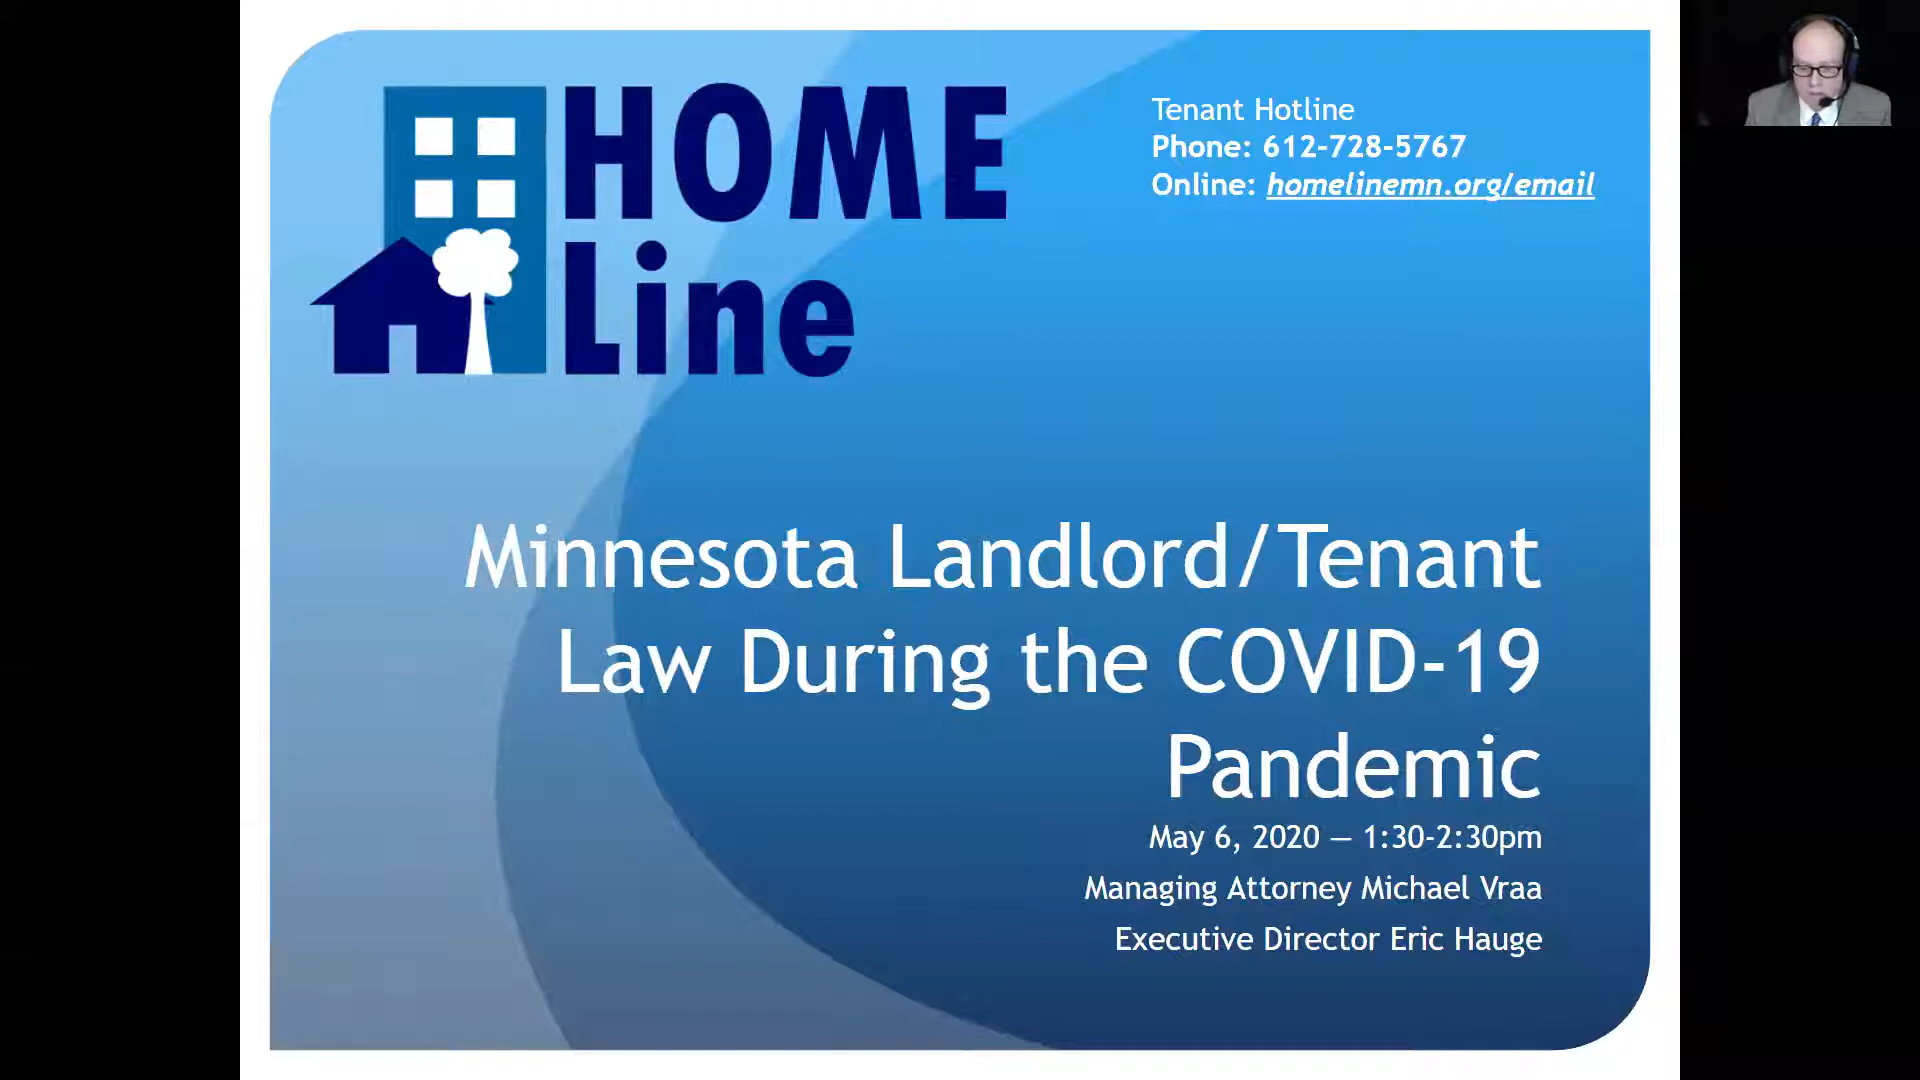 HOME
Line
Tenant Hotline
Phone: 612-728-5767
Online: homelinemn.org/email
Minnesota Landlord/Tenant
Law During the COVID-19
Pandemic
May 6, 2020 — 1:30-2:30pm
Managing Attorney Michael Vraa
Executive Director Eric Hauge